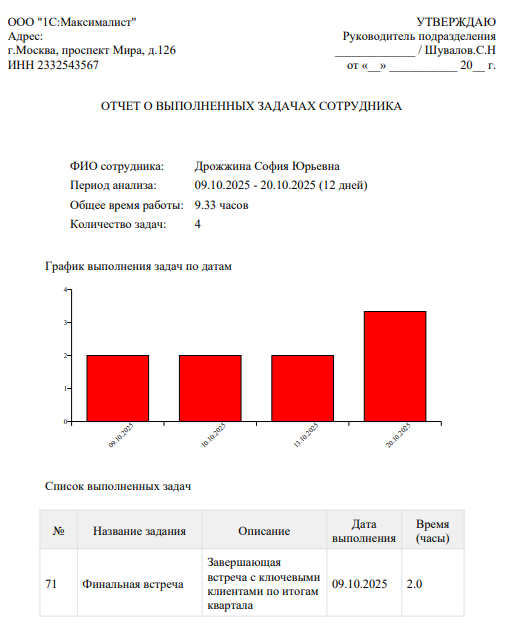 ООО "1С:Максималист"
УТВЕРЖДАЮ
Адрес:
Руководитель подразделения
г.Москва, проспект Мира, д.126
_____________ / Шувалов.С.Н
ИНН 2332543567
от «__» ___________ 20__ г.
ОТЧЕТ О ВЫПОЛНЕННЫХ ЗАДАЧАХ СОТРУДНИКА
ФИО сотрудника: Дрожжина София Юрьевна
Период анализа: 09.10.2025 - 20.10.2025 (12 дней)
Общее время работы: 9.33 часов
Количество задач: 4
График выполнения задач по датам
4
3
2
1
0
09.10.2025 10.10.2025 13.10.2025 20.10.2025
Список выполненных задач
№ Название задания Описание Дата выполнения Время (часы)
71 Финальная встреча Завершающая встреча с ключевыми клиентами по итогам квартала 09.10.2025 2.0